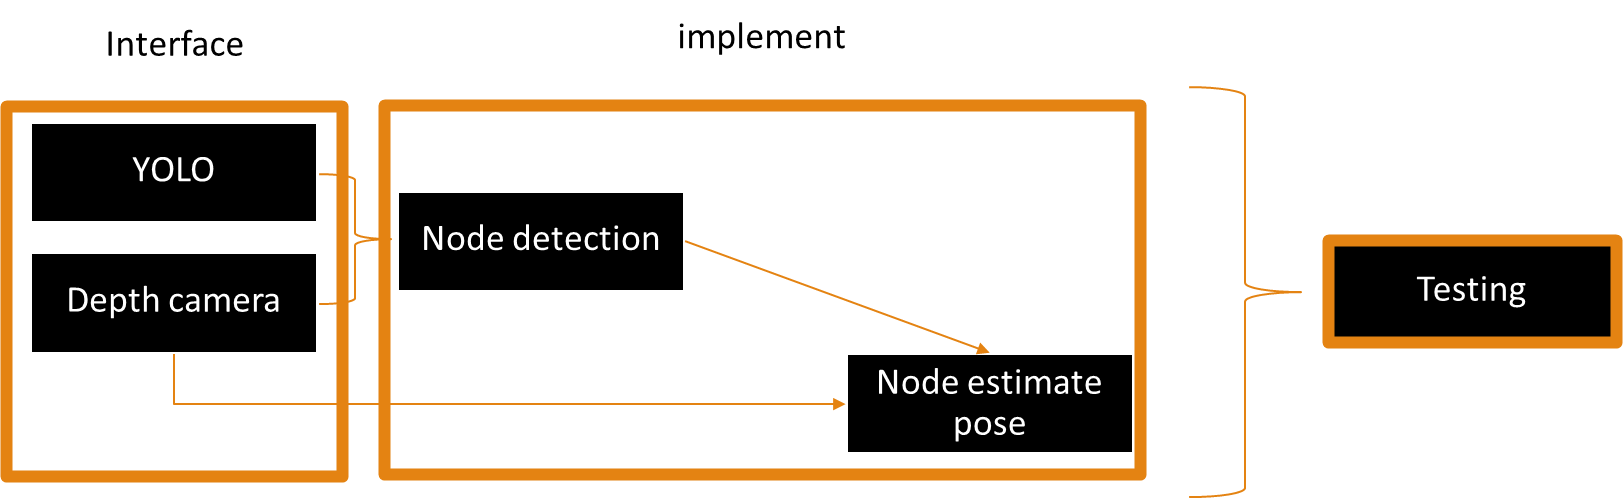 Interface
implement
YOLO
Depth camera
Node detection
Node estimate
pose
Testing